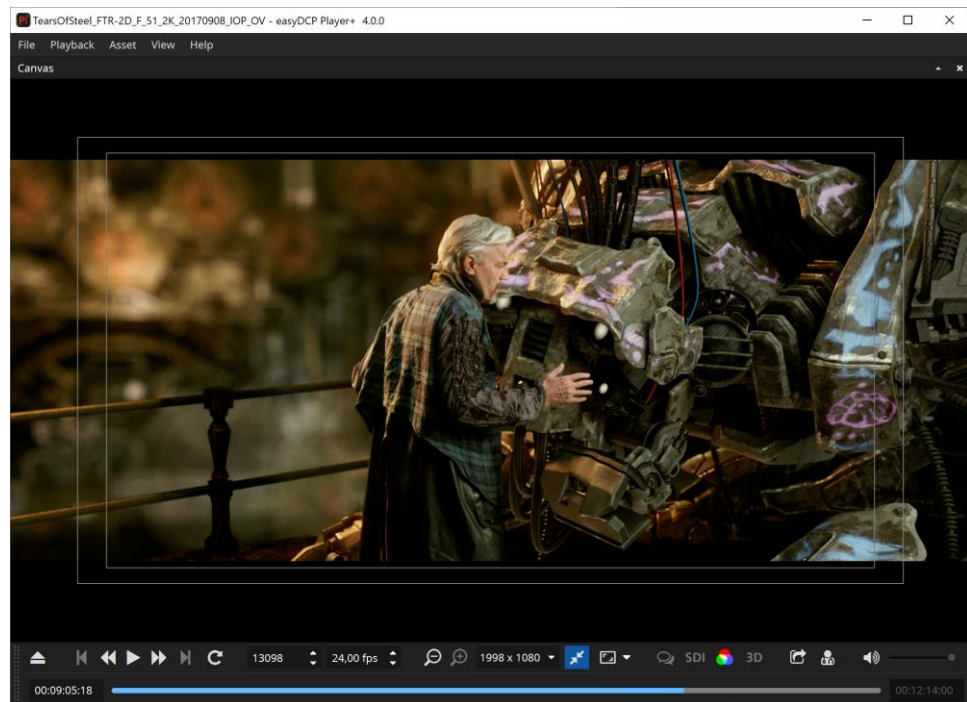 TearsOfSteel_FTR-2D_F_51_2K_20170908_IOP_OV - easyDCP Player+ 4.0.0
File Playback Asset View Help
Canvas
13098 24,00 fps 1998 x 1080 SDI 3D
00:09:05:18 00:12:14:00